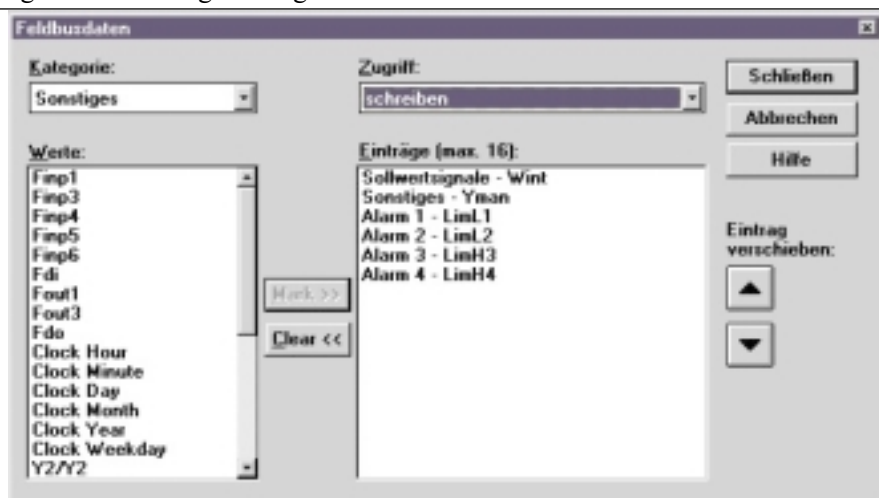 Feldbusdaten
Kategorie:
Sonstiges
Zugriff:
schreiben
Schließen
Abbrechen
Hilfe
Werte:
Finp1
Finp3
Finp4
Finp5
Finp6
Fdi
Fout1
Fout3
Fdo
Clock Hour
Clock Minute
Clock Day
Clock Month
Clock Year
Clock Weekday
Y2/Y2
Mark >>
Clear <<
Einträge (max. 16):
Sollwertsignale - Wint
Sonstiges - Yman
Alarm 1 - LimL1
Alarm 2 - LimL2
Alarm 3 - LimH3
Alarm 4 - LimH4
Eintrag
verschieben: